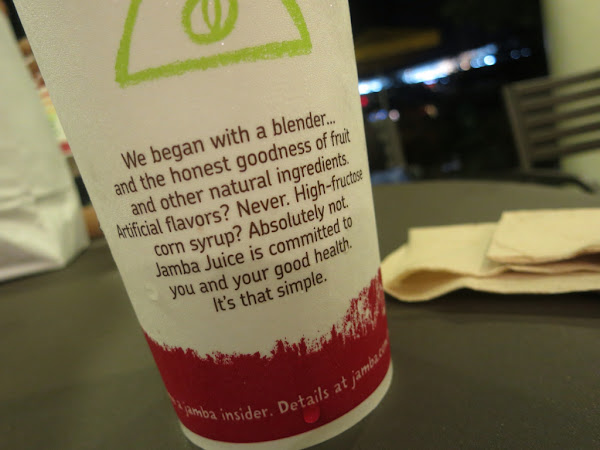 We began with a blender...
and the honest goodness of fruit
and other natural ingredients.
Artificial flavors? Never. High-fructose
corn syrup? Absolutely not.
Jamba Juice is committed to
you and your good health.
It's that simple.
a jamba insider. Details at jamba.com